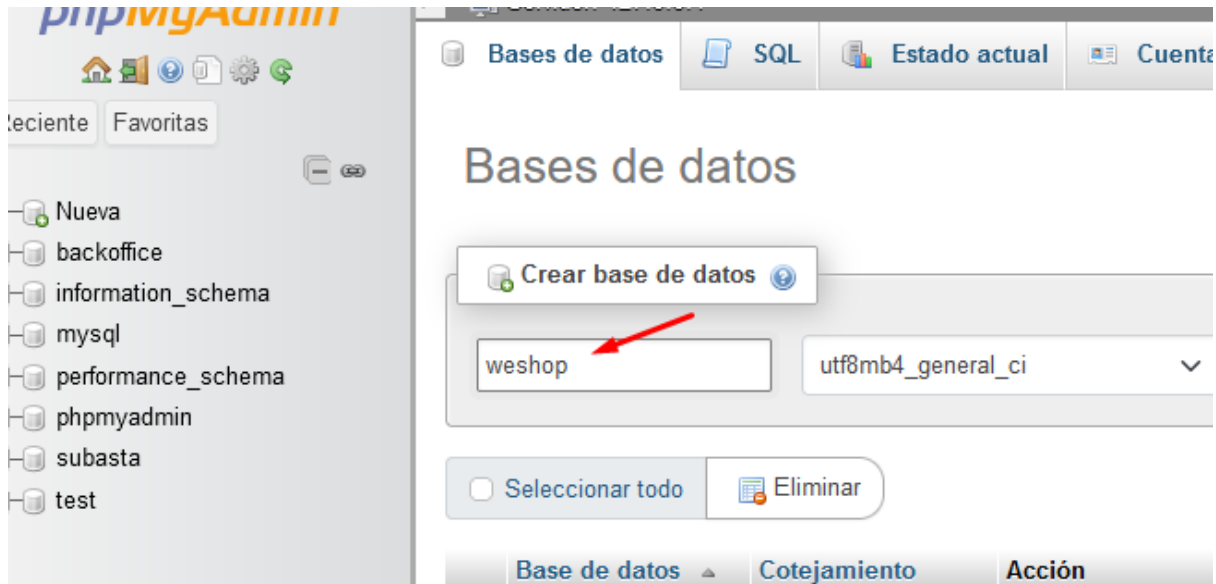 phpMyAdmin
Reciente Favoritas
Nueva
backoffice
information_schema
mysql
performance_schema
phpmyadmin
subasta
test
Bases de datos SQL Estado actual
Bases de datos
Crear base de datos
weshop utf8mb4_general_ci
Seleccionar todo Eliminar
Base de datos Cotejamiento Acción